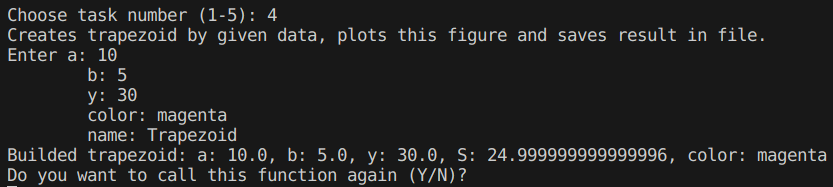 Choose task number (1-5): 4
Creates trapezoid by given data, plots this figure and saves result in file.
Enter a: 10
b: 5
y: 30
color: magenta
name: Trapezoid
Builded trapezoid: a: 10.0, b: 5.0, y: 30.0, S: 24.999999999999996, color: magenta
Do you want to call this function again (Y/N)?